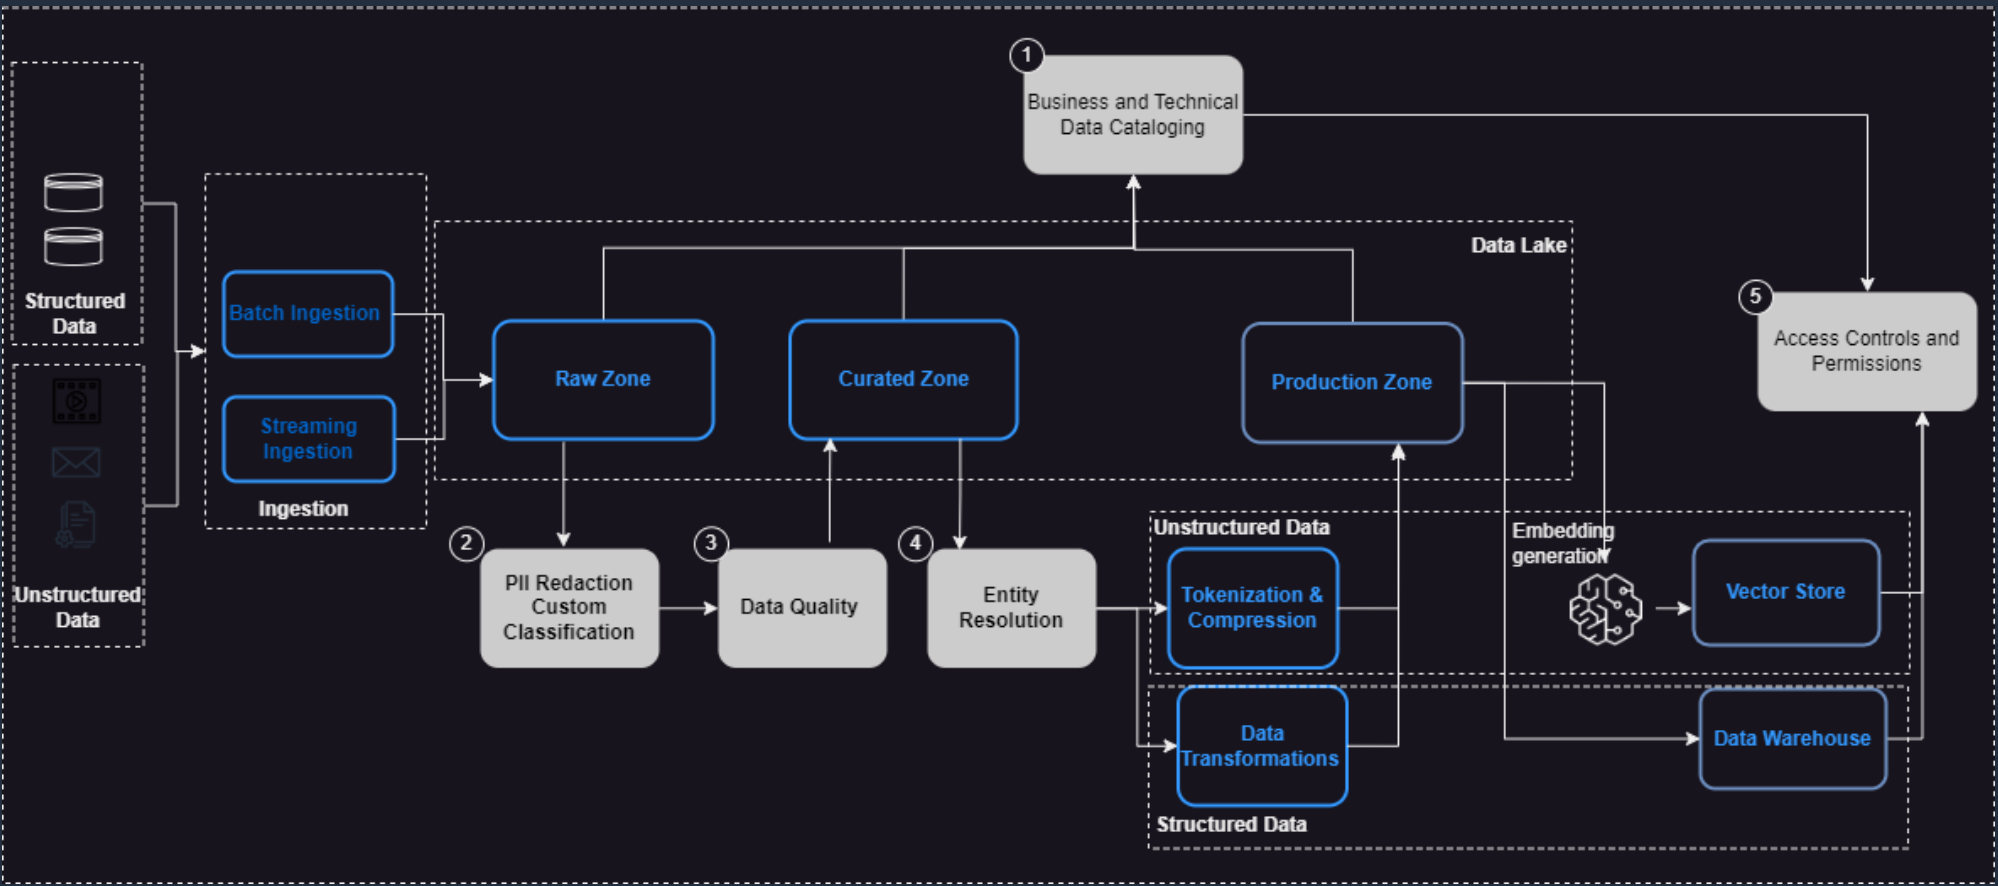 1
Business and Technical
Data Cataloging
Data Lake
Structured
Data
Batch Ingestion
Streaming
Ingestion
Ingestion
Unstructured
Data
Raw Zone
Curated Zone
Production Zone
5
Access Controls and
Permissions
2
PII Redaction
Custom
Classification
3
Data Quality
4
Entity
Resolution
Unstructured Data
Tokenization &
Compression
Embedding
generation
Vector Store
Data
Transformations
Data Warehouse
Structured Data